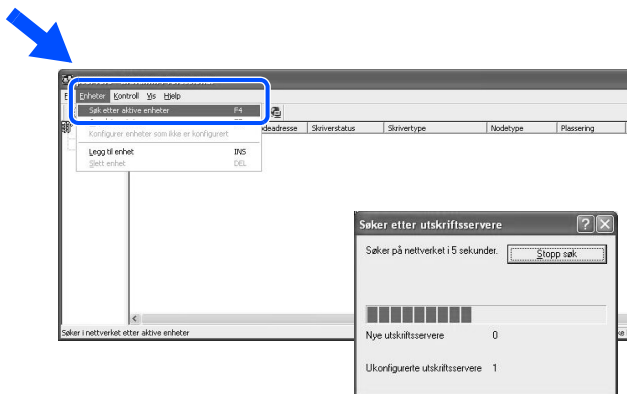 Enheter Kontroll Vis Hjelp
Søk etter aktive enheter F4
Konfigurer enheter som ikke er konfigurert
Legg til enhet INS
Slett enhet DEL
Skriverstatus Skrivertype Nodetype Plassering
Søker etter utskriftsservere
Søker på nettverket i 5 sekunder. Stopp søk
Nye utskriftsservere 0
Ukonfigurerte utskriftsservere 1
Søker i nettverket etter aktive enheter